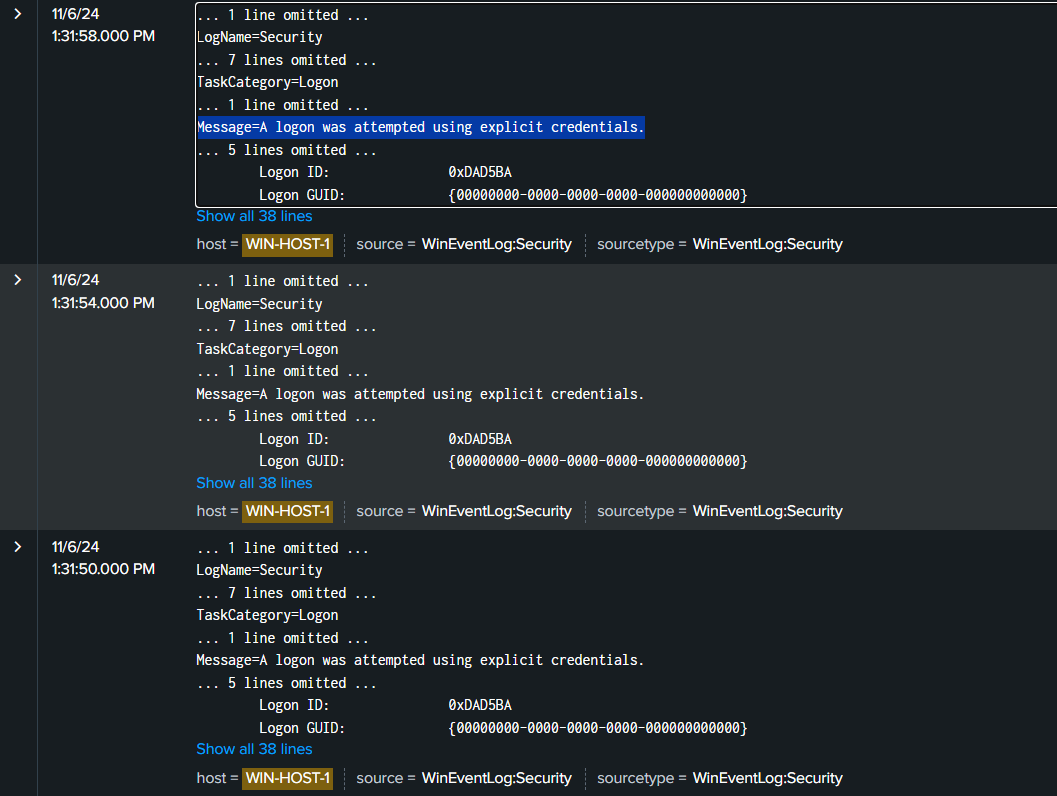 11/6/24
1:31:58.000 PM
... 1 line omitted ...
LogName=Security
... 7 lines omitted ...
TaskCategory=Logon
... 1 line omitted ...
Message=A logon was attempted using explicit credentials.
... 5 lines omitted ...
Logon ID: 0xDAD5BA
Logon GUID: {00000000-0000-0000-0000-000000000000}
Show all 38 lines
host = WIN-HOST-1 source = WinEventLog:Security sourcetype = WinEventLog:Security
11/6/24
1:31:54.000 PM
... 1 line omitted ...
LogName=Security
... 7 lines omitted ...
TaskCategory=Logon
... 1 line omitted ...
Message=A logon was attempted using explicit credentials.
... 5 lines omitted ...
Logon ID: 0xDAD5BA
Logon GUID: {00000000-0000-0000-0000-000000000000}
Show all 38 lines
host = WIN-HOST-1 source = WinEventLog:Security sourcetype = WinEventLog:Security
11/6/24
1:31:50.000 PM
... 1 line omitted ...
LogName=Security
... 7 lines omitted ...
TaskCategory=Logon
... 1 line omitted ...
Message=A logon was attempted using explicit credentials.
... 5 lines omitted ...
Logon ID: 0xDAD5BA
Logon GUID: {00000000-0000-0000-0000-000000000000}
Show all 38 lines
host = WIN-HOST-1 source = WinEventLog:Security sourcetype = WinEventLog:Security